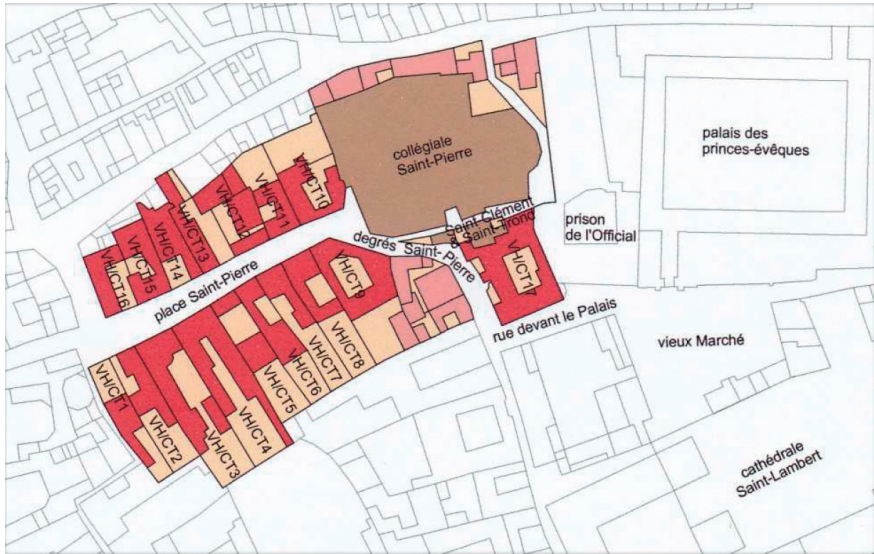 palais des
princes-évêques
collégiale
Saint-Pierre
VH/CT10
VH/CT11
VH/CT12
VH/CT13
VH/CT14
VH/CT15
VH/CT16
Saint-Clément
& Saint-Trond
prison
de l'Official
degrés Saint-Pierre
place Saint-Pierre
VH/CT17
rue devant le Palais
vieux Marché
VH/CT9
VH/CT8
VH/CT7
VH/CT6
VH/CT5
VH/CT4
VH/CT3
VH/CT2
VH/CT1
cathédrale
Saint-Lambert